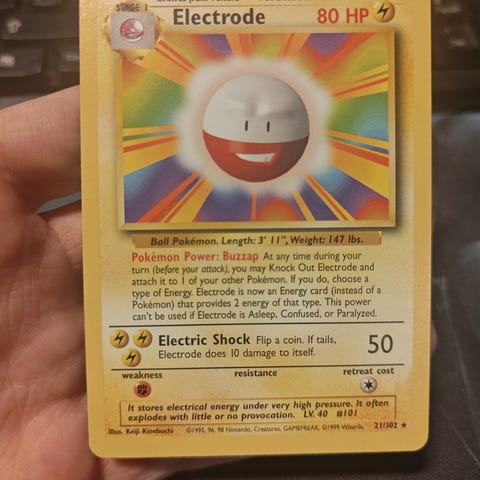 STAGE 1
Electrode 80 HP
Ball Pokémon. Length: 3' 11", Weight: 147 lbs.
Pokémon Power: Buzzap At any time during your
turn (before your attack), you may Knock Out Electrode and
attach it to 1 of your other Pokémon. If you do, choose a
type of Energy. Electrode is now an Energy card (instead of a
Pokémon) that provides 2 energy of that type. This power
can't be used if Electrode is Asleep, Confused, or Paralyzed.
Electric Shock Flip a coin. If tails, 50
Electrode does 10 damage to itself.
weakness resistance retreat cost
It stores electrical energy under very high pressure. It often
explodes with little or no provocation. LV. 40 #101
Illus. Keiji Kinebuchi ©1995, 96, 98 Nintendo, Creatures, GAMEFREAK. ©1999 Wizards. 21/102 ★